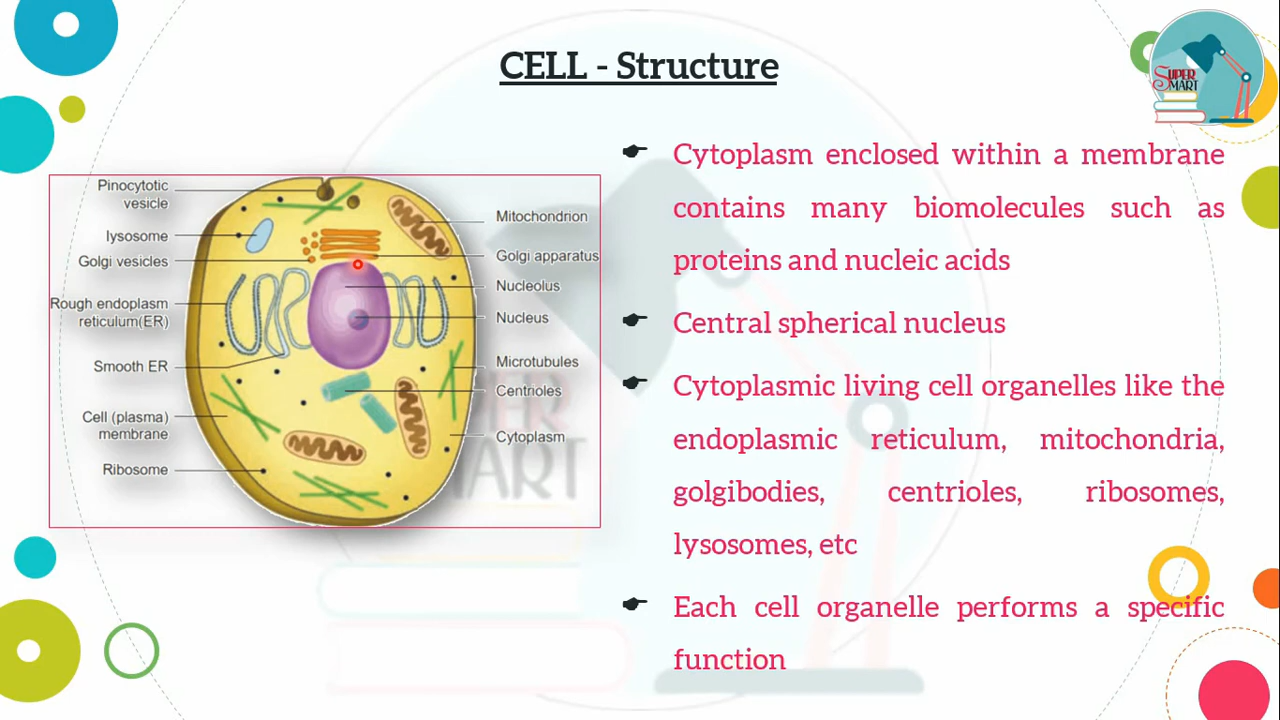 CELL - Structure
SUPER
SMART
Cytoplasm enclosed within a membrane
contains many biomolecules such as
proteins and nucleic acids
Central spherical nucleus
Cytoplasmic living cell organelles like the
endoplasmic reticulum, mitochondria,
golgibodies, centrioles, ribosomes,
lysosomes, etc
Each cell organelle performs a specific
function
Pinocytotic
vesicle
lysosome
Golgi vesicles
Rough endoplasm
reticulum(ER)
Smooth ER
Cell (plasma)
membrane
Ribosome
Mitochondrion
Golgi apparatus
Nucleolus
Nucleus
Microtubules
Centrioles
Cytoplasm